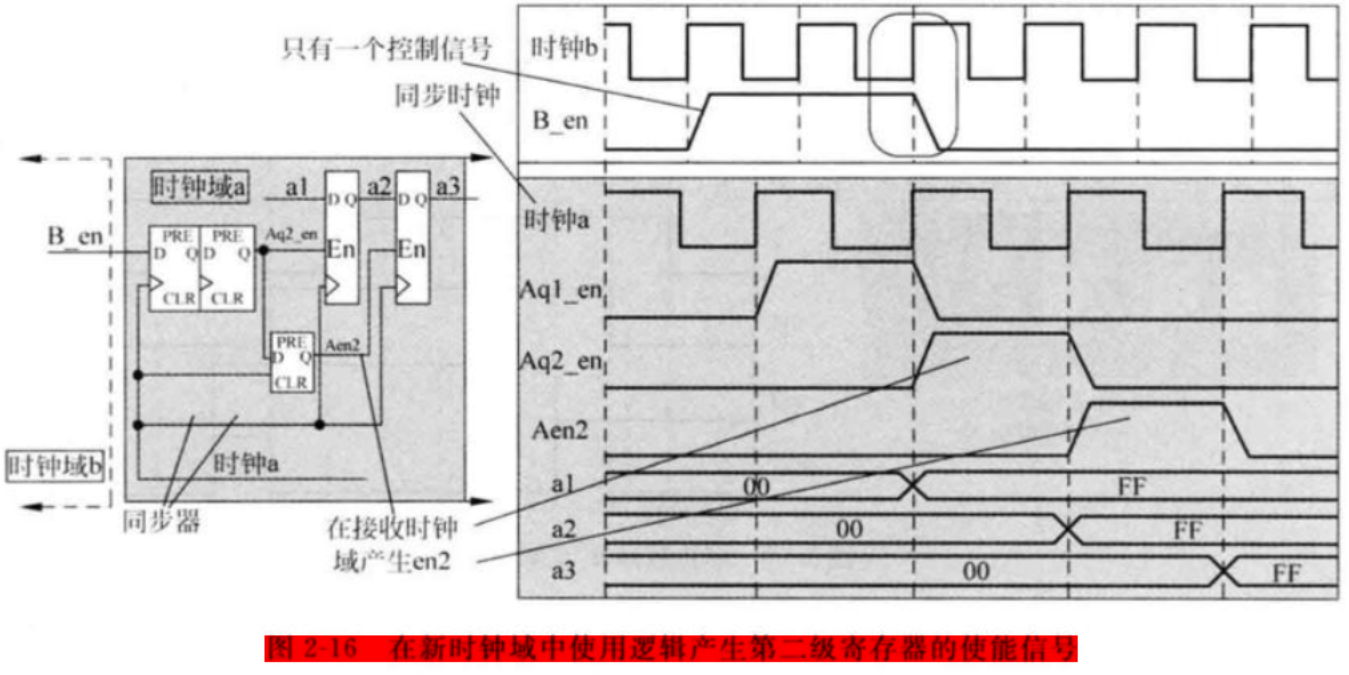 只有一个控制信号
同步时钟
时钟b
B_en
时钟域a
a1
a2
a3
B_en
PRE
PRE
D
Q
D
Q
CLR
CLR
Aq2_en
D Q
En
D Q
En
PRE
D
Q
CLR
Aen2
时钟a
时钟域b
同步器
在接收时钟
域产生en2
时钟a
Aq1_en
Aq2_en
Aen2
a1
00
FF
a2
00
FF
a3
00
FF
图 2-16 在新时钟域中使用逻辑产生第二级寄存器的使能信号